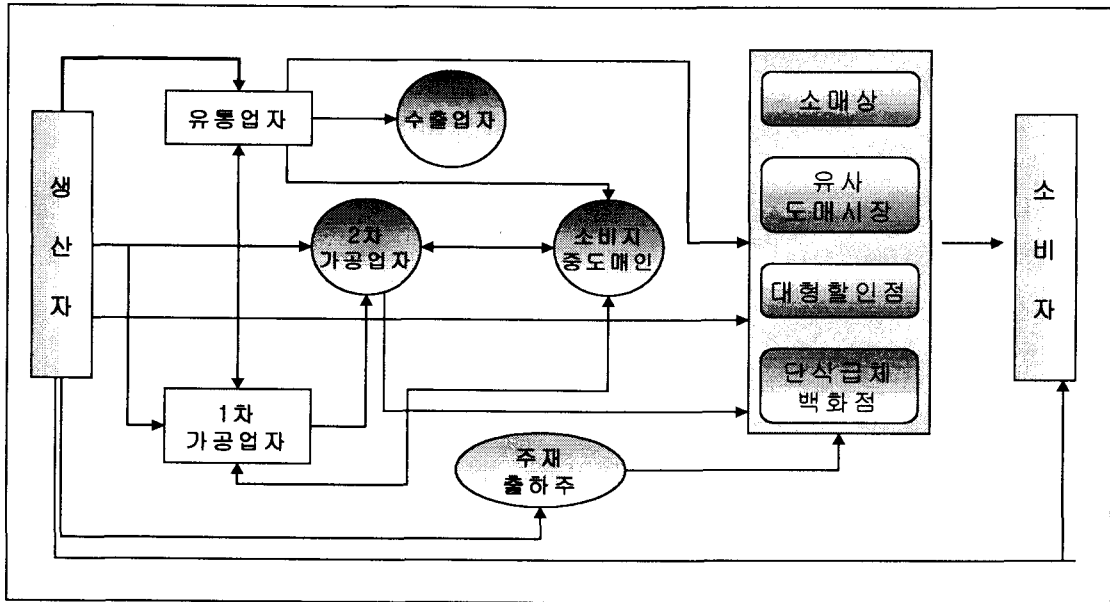 생
산
자
유통업자
수출업자
2차
가공업자
소비지
중도매인
1차
가공업자
주재
출하주
소매상
유사
도매시장
대형할인점
단식급체
백화점
소
비
자